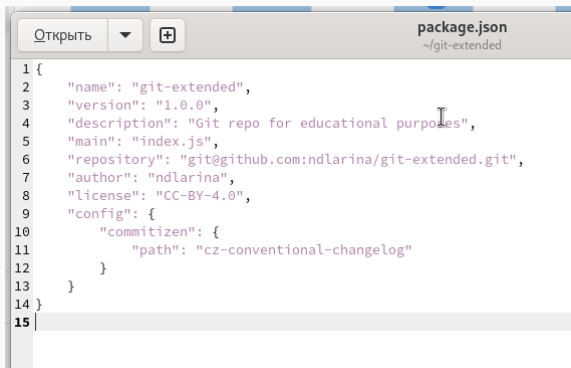 Открыть
package.json
~/git-extended
1 {
2     "name": "git-extended",
3     "version": "1.0.0",
4     "description": "Git repo for educational purposes",
5     "main": "index.js",
6     "repository": "git@github.com:ndlarina/git-extended.git",
7     "author": "ndlarina",
8     "license": "CC-BY-4.0",
9     "config": {
10         "commitizen": {
11             "path": "cz-conventional-changelog"
12         }
13     }
14 }
15